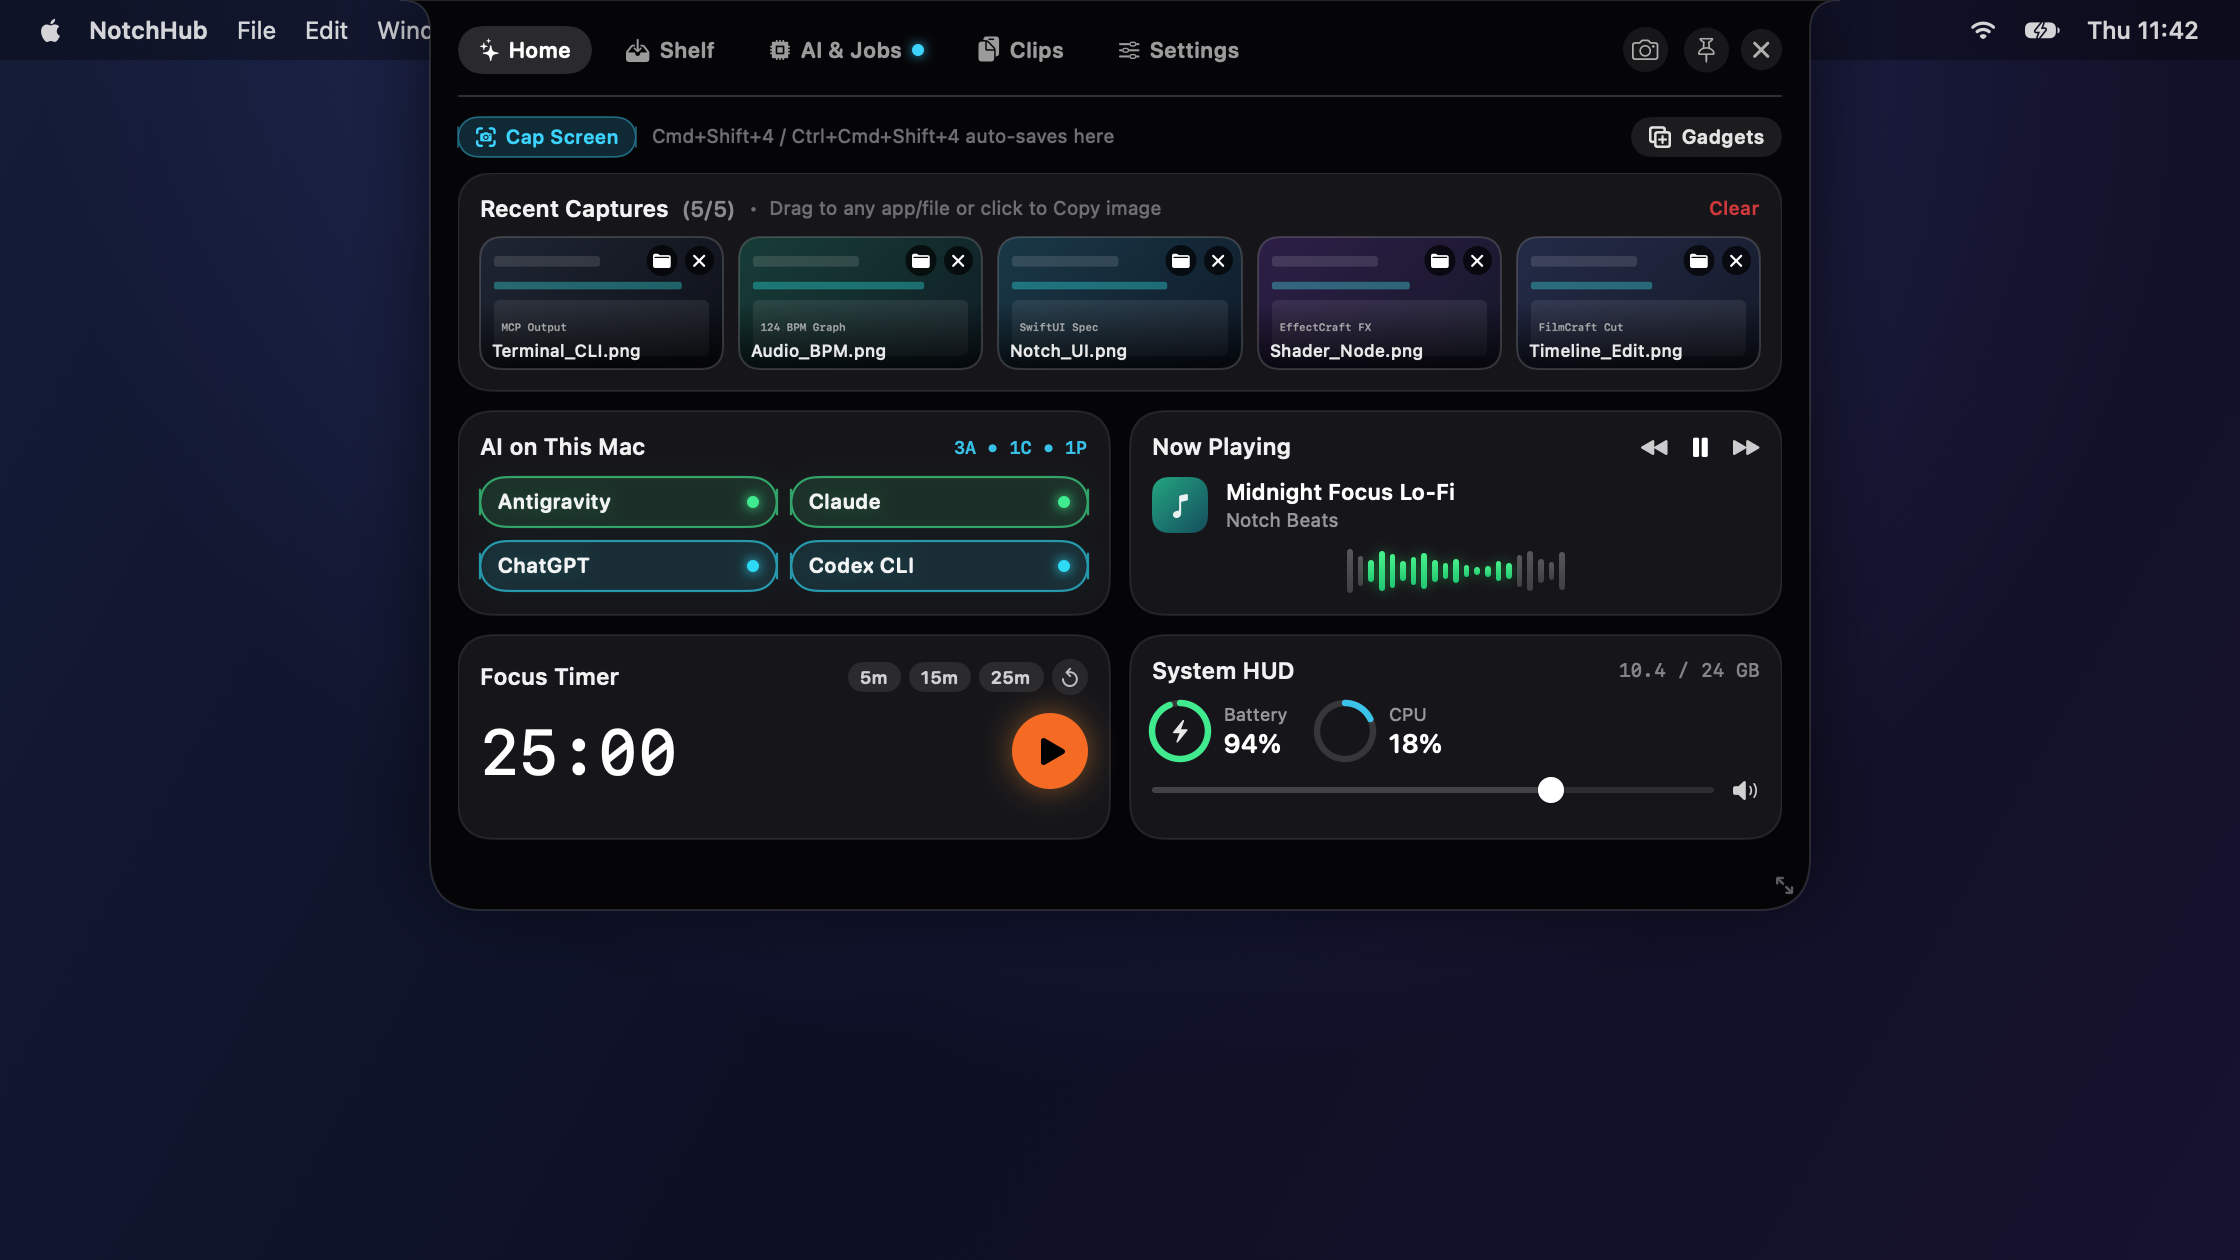 NotchHub File Edit Wind
Thu 11:42
Home Shelf AI & Jobs Clips Settings
Cap Screen Cmd+Shift+4 / Ctrl+Cmd+Shift+4 auto-saves here Gadgets
Recent Captures (5/5) • Drag to any app/file or click to Copy image Clear
MCP Output
Terminal_CLI.png
124 BPM Graph
Audio_BPM.png
SwiftUI Spec
Notch_UI.png
EffectCraft FX
Shader_Node.png
FilmCraft Cut
Timeline_Edit.png
AI on This Mac 3A • 1C • 1P
Antigravity Claude
ChatGPT Codex CLI
Now Playing
Midnight Focus Lo-Fi
Notch Beats
Focus Timer 5m 15m 25m
25:00
System HUD 10.4 / 24 GB
Battery
94%
CPU
18%